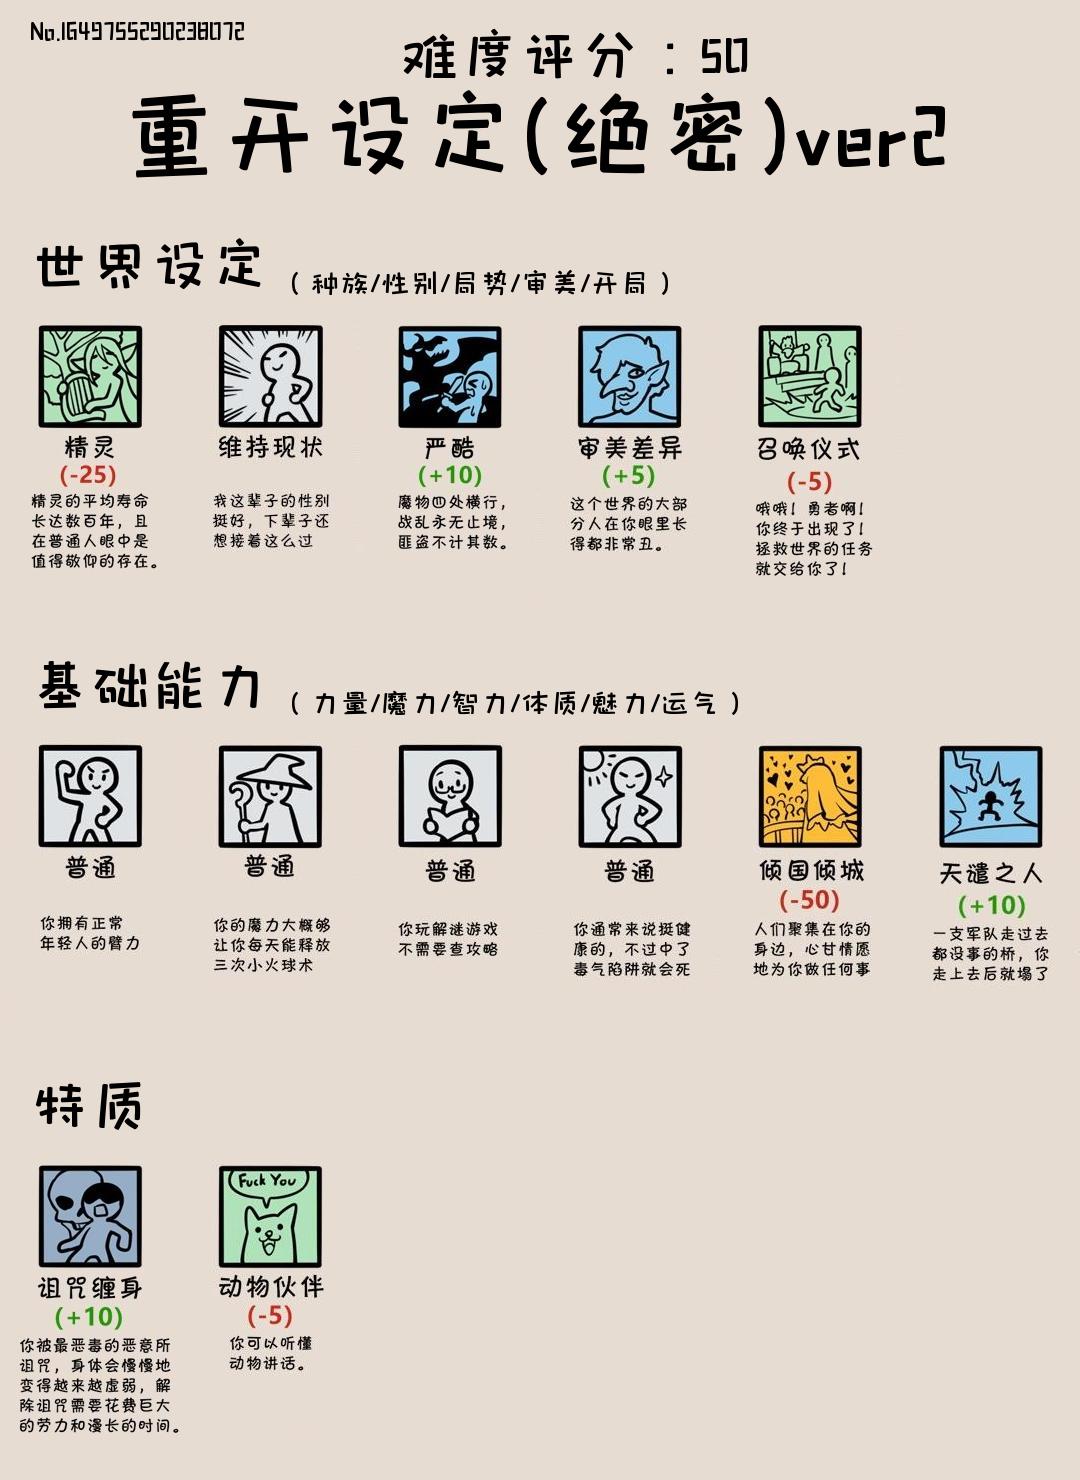 No.1649755290238072
难度评分：50
重开设定(绝密)ver2
世界设定 （种族/性别/局势/审美/开局）
精灵
(-25)
精灵的平均寿命
长达数百年，且
在普通人眼中是
值得敬仰的存在。
维持现状
我这辈子的性别
挺好，下辈子还
想接着这么过
严酷
(+10)
魔物四处横行，
战乱永无止境，
匪盗不计其数。
审美差异
(+5)
这个世界的大部
分人在你眼里长
得都非常丑。
召唤仪式
(-5)
哦哦！勇者啊！
你终于出现了！
拯救世界的任务
就交给你了！
基础能力 （力量/魔力/智力/体质/魅力/运气）
普通
你拥有正常
年轻人的臂力
普通
你的魔力大概够
让你每天能释放
三次小火球术
普通
你玩解谜游戏
不需要查攻略
普通
你通常来说挺健
康的，不过中了
毒气陷阱就会死
倾国倾城
(-50)
人们聚集在你的
身边，心甘情愿
地为你做任何事
天谴之人
(+10)
一支军队走过去
都没事的桥，你
走上去后就塌了
特质
诅咒缠身
(+10)
你被最恶毒的恶意所
诅咒，身体会慢慢地
变得越来越虚弱，解
除诅咒需要花费巨大
的劳力和漫长的时间。
Fuck You
动物伙伴
(-5)
你可以听懂
动物讲话。